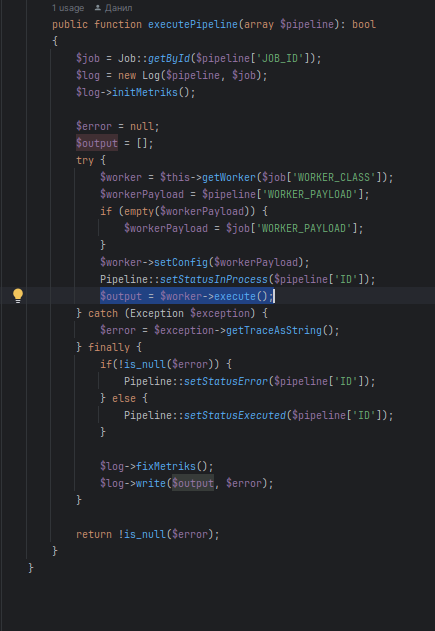 1 usage Данил
public function executePipeline(array $pipeline): bool
{
$job = Job::getById($pipeline['JOB_ID']);
$log = new Log($pipeline, $job);
$log->initMetriks();
$error = null;
$output = [];
try {
$worker = $this->getWorker($job['WORKER_CLASS']);
$workerPayload = $pipeline['WORKER_PAYLOAD'];
if (empty($workerPayload)) {
$workerPayload = $job['WORKER_PAYLOAD'];
}
$worker->setConfig($workerPayload);
Pipeline::setStatusInProcess($pipeline['ID']);
$output = $worker->execute();
} catch (Exception $exception) {
$error = $exception->getTraceAsString();
} finally {
if(!is_null($error)) {
Pipeline::setStatusError($pipeline['ID']);
} else {
Pipeline::setStatusExecuted($pipeline['ID']);
}
$log->fixMetriks();
$log->write($output, $error);
}
return !is_null($error);
}
}